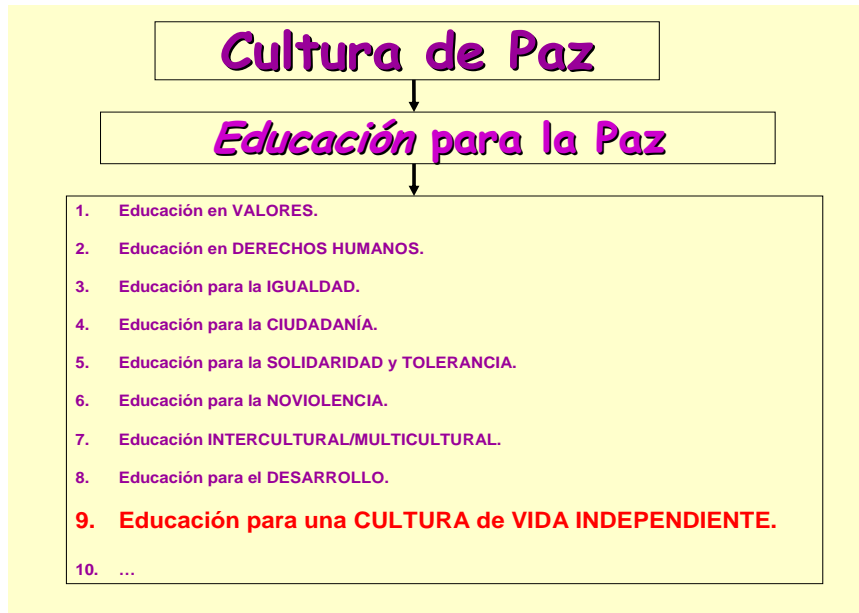 Cultura de Paz
Educación para la Paz
1. Educación en VALORES.
2. Educación en DERECHOS HUMANOS.
3. Educación para la IGUALDAD.
4. Educación para la CIUDADANÍA.
5. Educación para la SOLIDARIDAD y TOLERANCIA.
6. Educación para la NOVIOLENCIA.
7. Educación INTERCULTURAL/MULTICULTURAL.
8. Educación para el DESARROLLO.
9. Educación para una CULTURA de VIDA INDEPENDIENTE.
10. …